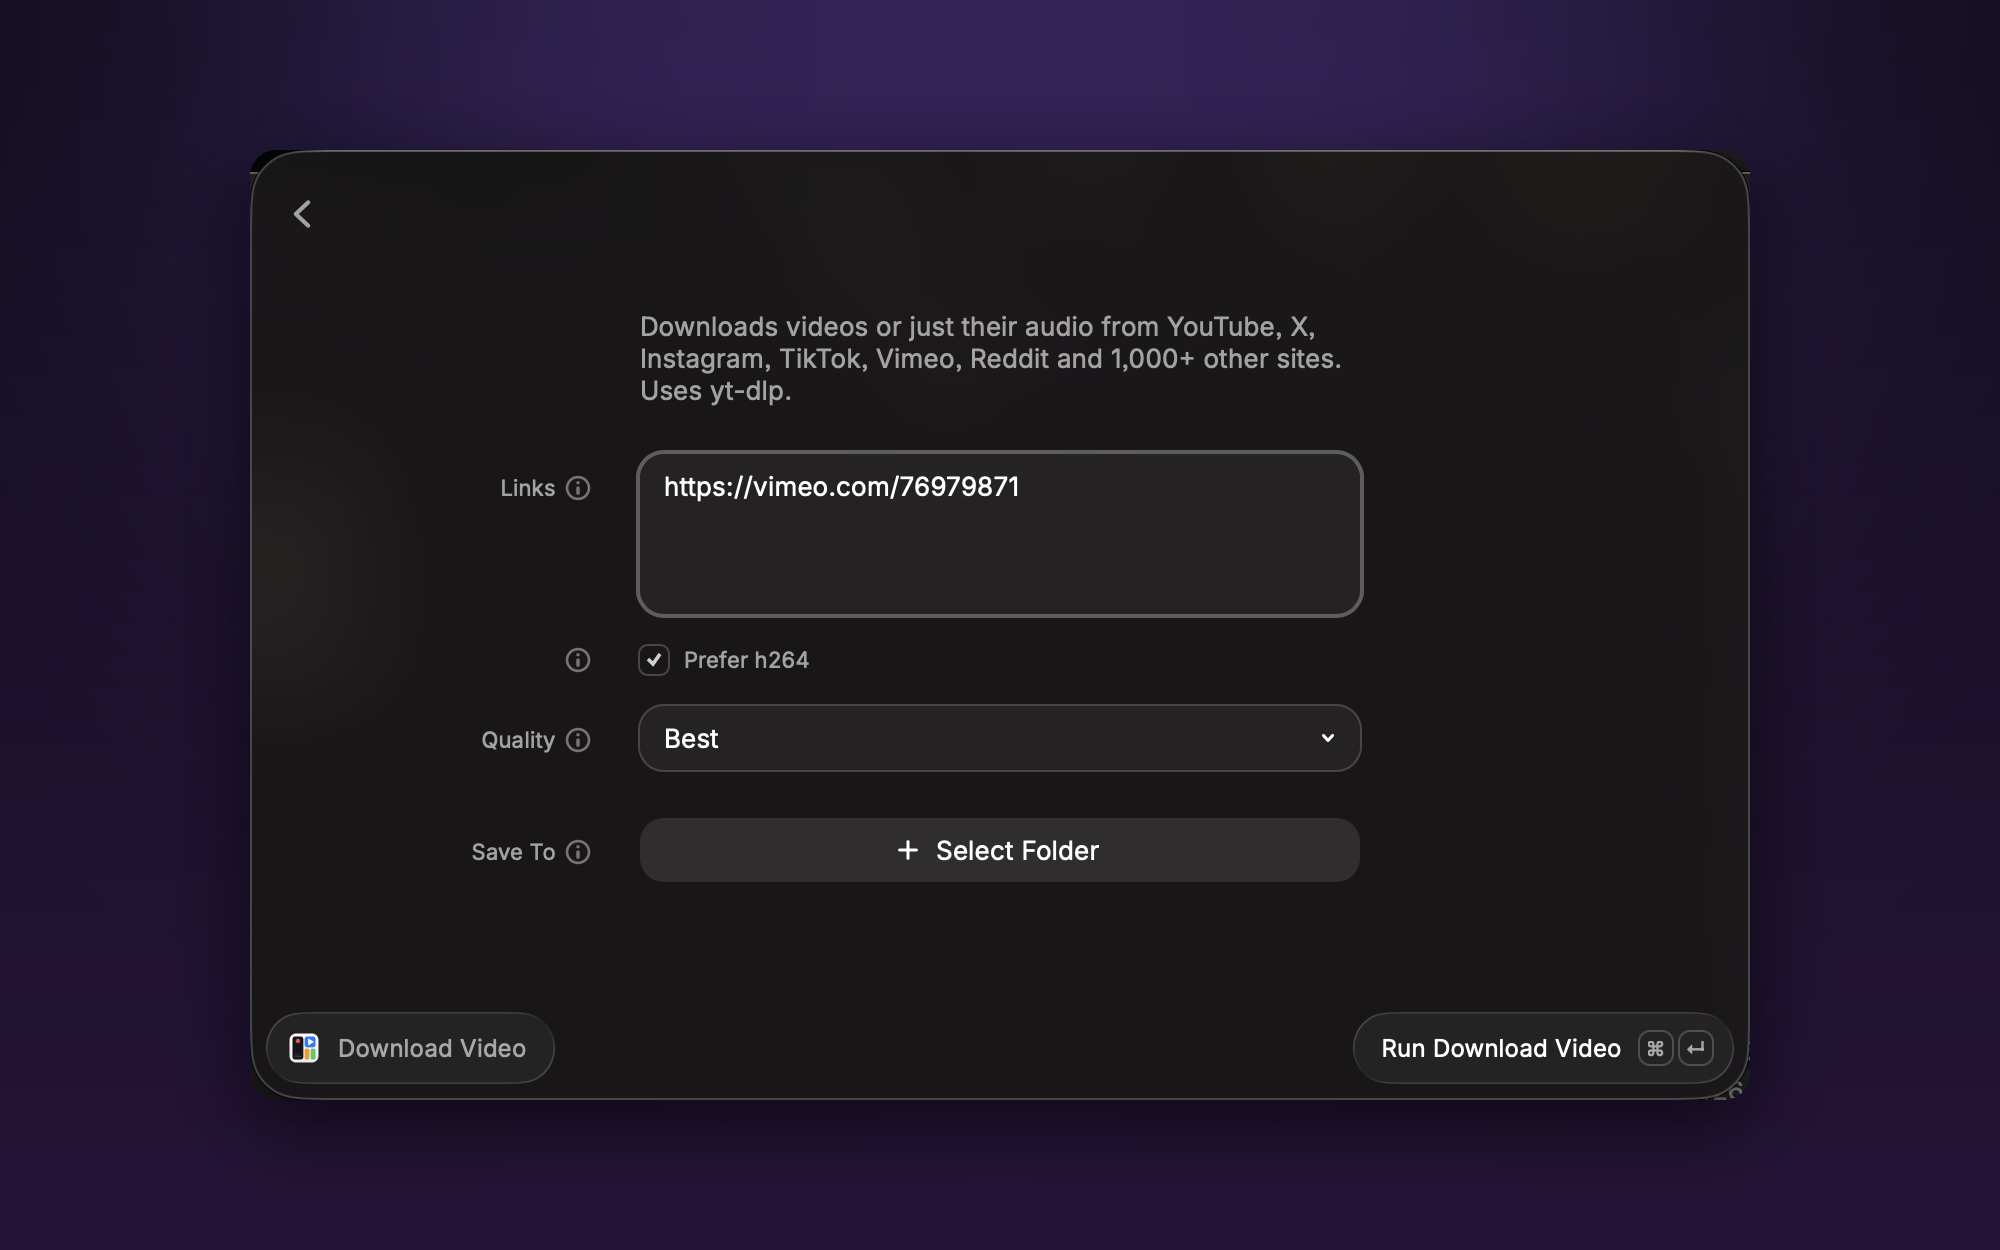 Downloads videos or just their audio from YouTube, X,
Instagram, TikTok, Vimeo, Reddit and 1,000+ other sites.
Uses yt-dlp.
Links
https://vimeo.com/76979871
Prefer h264
Quality
Best
Save To
+ Select Folder
Download Video
Run Download Video ⌘ ↵